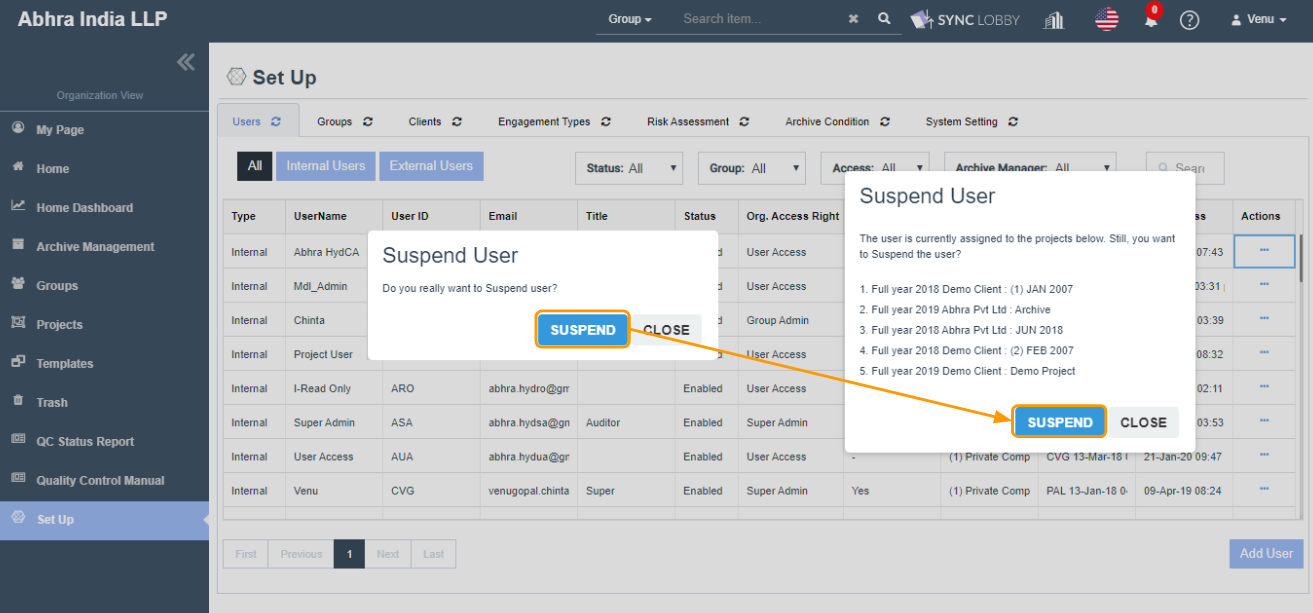 Abhra India LLP
Group
Search item...
SYNC LOBBY
0
Venu
Organization View
My Page
Home
Home Dashboard
Archive Management
Groups
Projects
Templates
Trash
QC Status Report
Quality Control Manual
Set Up
Set Up
Users Groups Clients Engagement Types Risk Assessment Archive Condition System Setting
All Internal Users External Users Status: All Group: All Access: All Archive Manager: All Sear
Type UserName User ID Email Title Status Org. Access Right ss Actions
Internal Abhra HydCA User Access 07:43
Internal Mdl_Admin User Access 03:31
Internal Chinta Group Admin 03:39
Internal Project User User Access 08:32
Internal I-Read Only ARO abhra.hydro@gm Enabled User Access 02:11
Internal Super Admin ASA abhra.hydsa@gn Auditor Enabled Super Admin 03:53
Internal User Access AUA abhra.hydua@gr Enabled User Access - (1) Private Comp CVG 13-Mar-18 21-Jan-20 09:47
Internal Venu CVG venugopal.chinta Super Enabled Super Admin Yes (1) Private Comp PAL 13-Jan-18 09-Apr-19 08:24
Suspend User
Do you really want to Suspend user?
SUSPEND CLOSE
Suspend User
The user is currently assigned to the projects below. Still, you want
to Suspend the user?
1. Full year 2018 Demo Client : (1) JAN 2007
2. Full year 2019 Abhra Pvt Ltd : Archive
3. Full year 2018 Abhra Pvt Ltd : JUN 2018
4. Full year 2018 Demo Client : (2) FEB 2007
5. Full year 2019 Demo Client : Demo Project
SUSPEND CLOSE
First Previous 1 Next Last
Add User